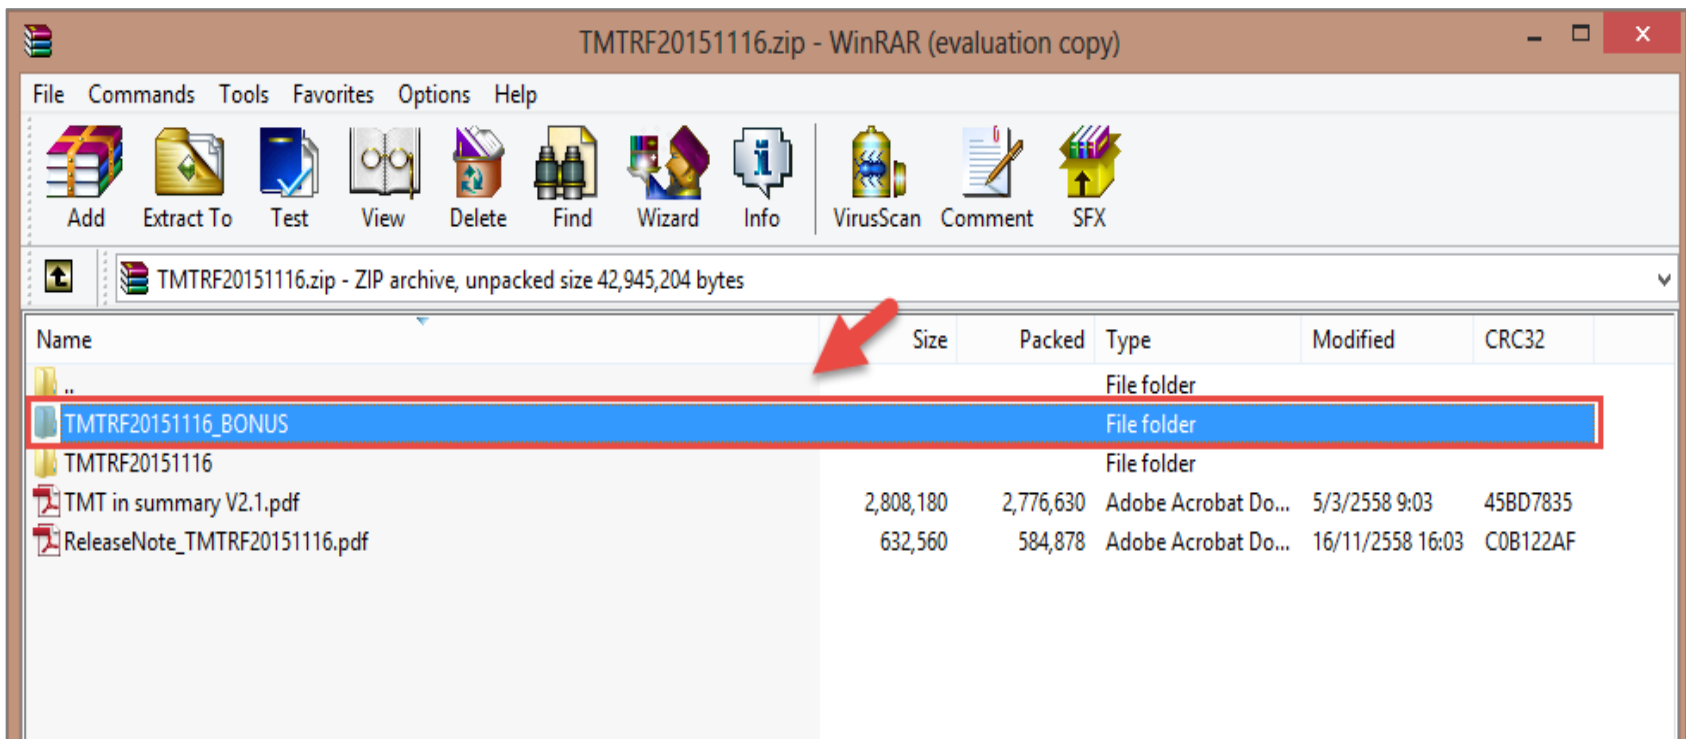 TMTRF20151116.zip - WinRAR (evaluation copy)
File Commands Tools Favorites Options Help
Add Extract To Test View Delete Find Wizard Info VirusScan Comment SFX
TMTRF20151116.zip - ZIP archive, unpacked size 42,945,204 bytes
Name Size Packed Type Modified CRC32
.. File folder
TMTRF20151116_BONUS File folder
TMTRF20151116 File folder
TMT in summary V2.1.pdf 2,808,180 2,776,630 Adobe Acrobat Do... 5/3/2558 9:03 45BD7835
ReleaseNote_TMTRF20151116.pdf 632,560 584,878 Adobe Acrobat Do... 16/11/2558 16:03 C0B122AF